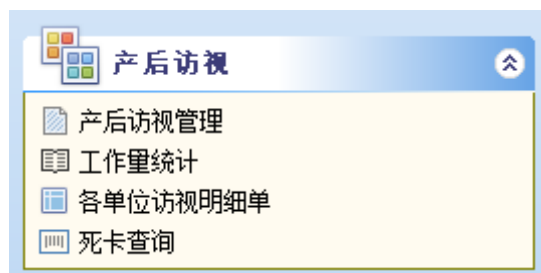 产后访视
产后访视管理
工作量统计
各单位访视明细单
死卡查询